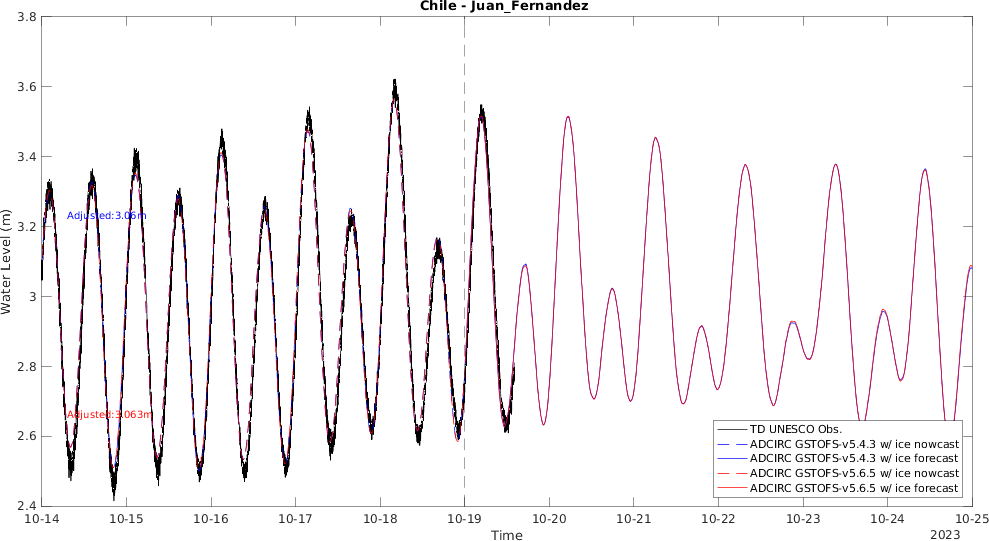 Chile - Juan_Fernandez
3.8
3.6
3.4
3.2
3
2.8
2.6
2.4
Water Level (m)
Adjusted:3.06m
Adjusted:3.063m
TD UNESCO Obs.
ADCIRC GSTOFS-v5.4.3 w/ ice nowcast
ADCIRC GSTOFS-v5.4.3 w/ ice forecast
ADCIRC GSTOFS-v5.6.5 w/ ice nowcast
ADCIRC GSTOFS-v5.6.5 w/ ice forecast
10-14 10-15 10-16 10-17 10-18 10-19 10-20 10-21 10-22 10-23 10-24 10-25
Time
2023